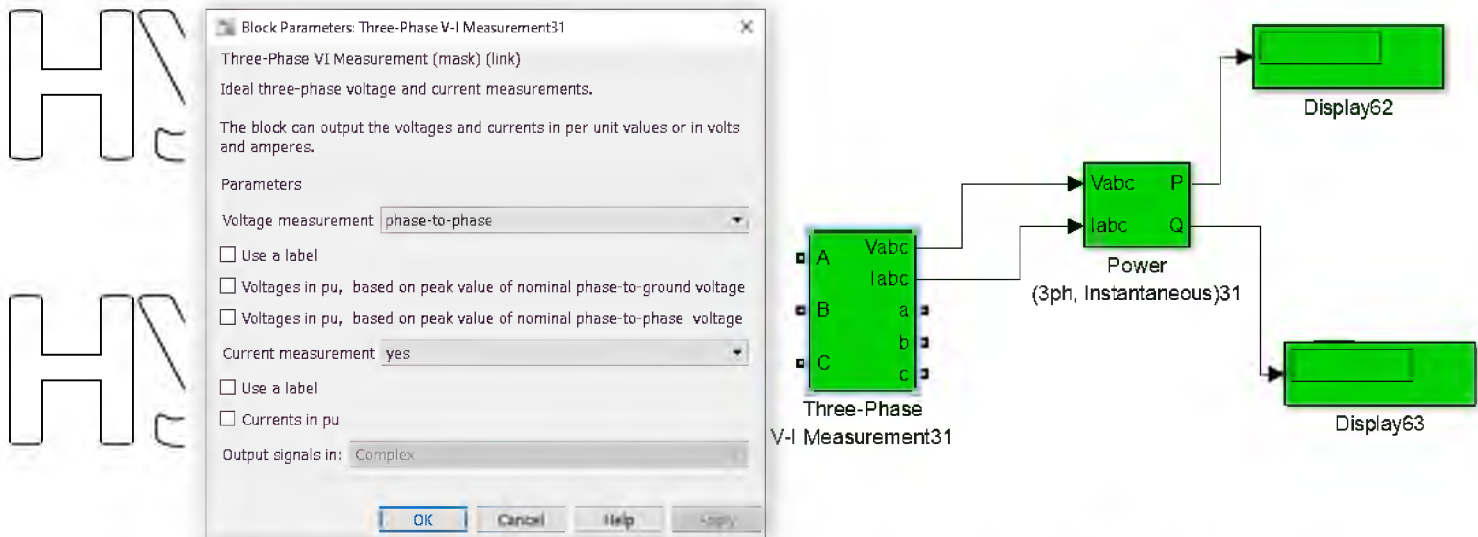 Block Parameters: Three-Phase V-I Measurement31
Three-Phase VI Measurement (mask) (link)
Ideal three-phase voltage and current measurements.
The block can output the voltages and currents in per unit values or in volts
and amperes.
Parameters
Voltage measurement phase-to-phase
Use a label
Voltages in pu, based on peak value of nominal phase-to-ground voltage
Voltages in pu, based on peak value of nominal phase-to-phase voltage
Current measurement yes
Use a label
Currents in pu
Output signals in: Complex
OK Cancel Help Apply
A
B
C
Vabc
Iabc
a
b
c
Three-Phase
V-I Measurement31
Vabc P
Iabc Q
Power
(3ph, Instantaneous)31
Display62
Display63